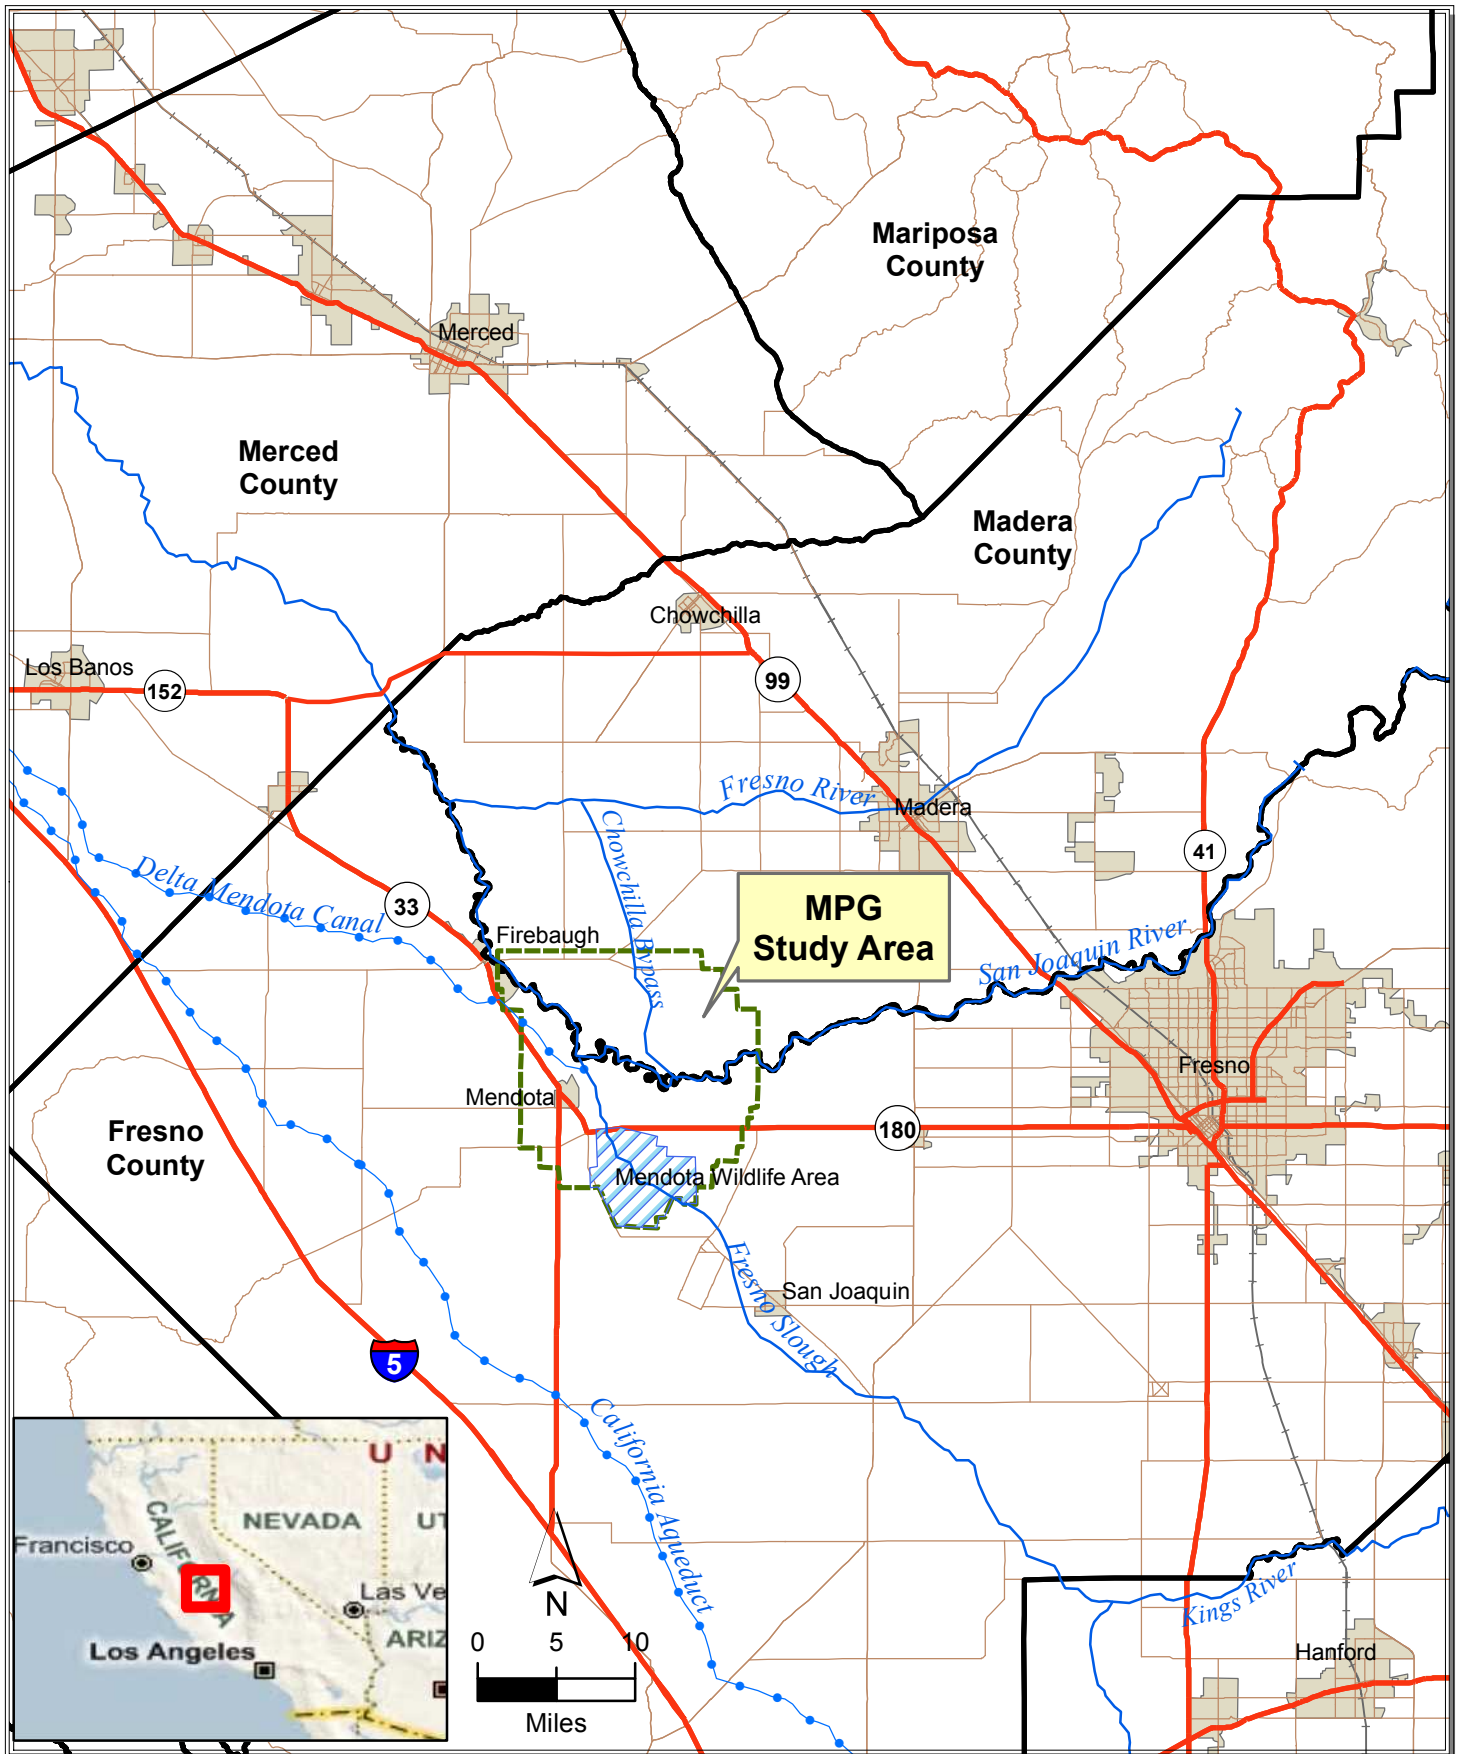 Mariposa
County
Merced
Merced
County
Madera
County
Chowchilla
Los Banos
152
99
Fresno River
Madera
Chowchilla Bypass
41
Delta Mendota Canal
33
MPG
Study Area
Firebaugh
San Joaquin River
Fresno
Mendota
180
Fresno
County
Mendota Wildlife Area
Fresno Slough
San Joaquin
5
California Aqueduct
U N
CALIFORNIA
NEVADA
UT
Francisco
Las Ve
ARIZ
Los Angeles
N
0 5 10
Miles
Kings River
Hanford